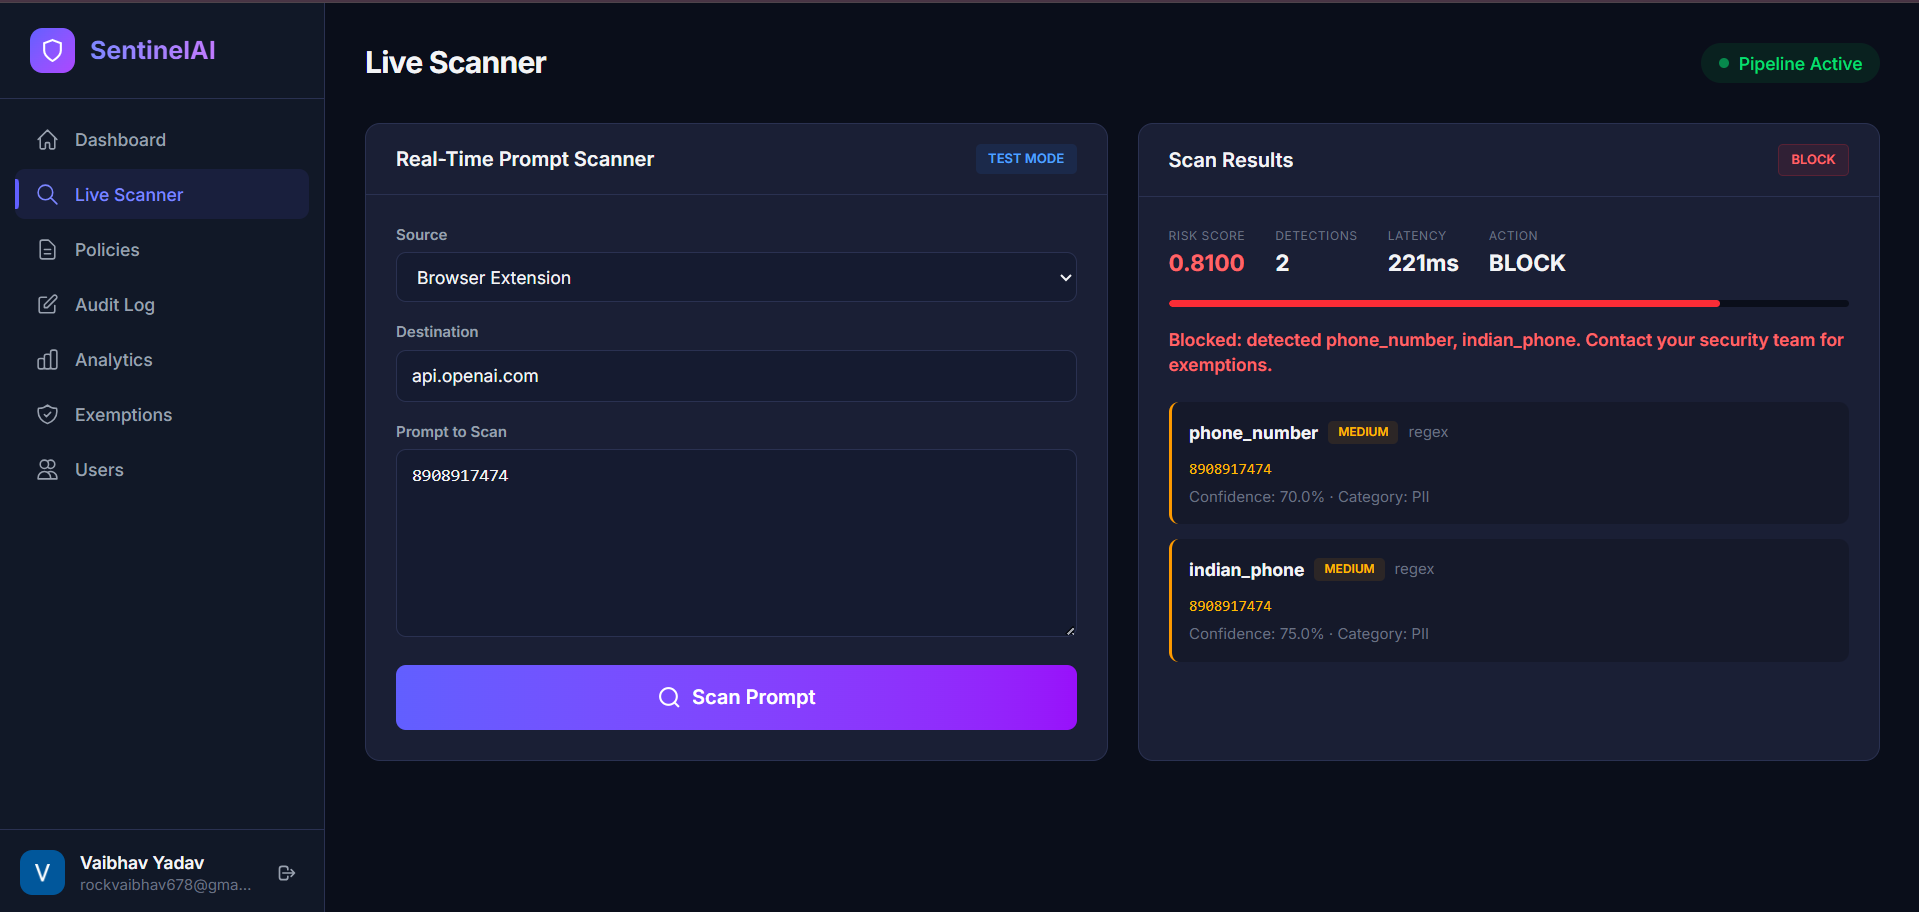 SentinelAI
Dashboard
Live Scanner
Policies
Audit Log
Analytics
Exemptions
Users
Vaibhav Yadav
rockvaibhav678@gma...
V
Live Scanner
Pipeline Active
Real-Time Prompt Scanner
TEST MODE
Source
Browser Extension
Destination
api.openai.com
Prompt to Scan
8908917474
Scan Prompt
Scan Results
BLOCK
RISK SCORE DETECTIONS LATENCY ACTION
0.8100 2 221ms BLOCK
Blocked: detected phone_number, indian_phone. Contact your security team for
exemptions.
phone_number MEDIUM regex
8908917474
Confidence: 70.0% · Category: PII
indian_phone MEDIUM regex
8908917474
Confidence: 75.0% · Category: PII